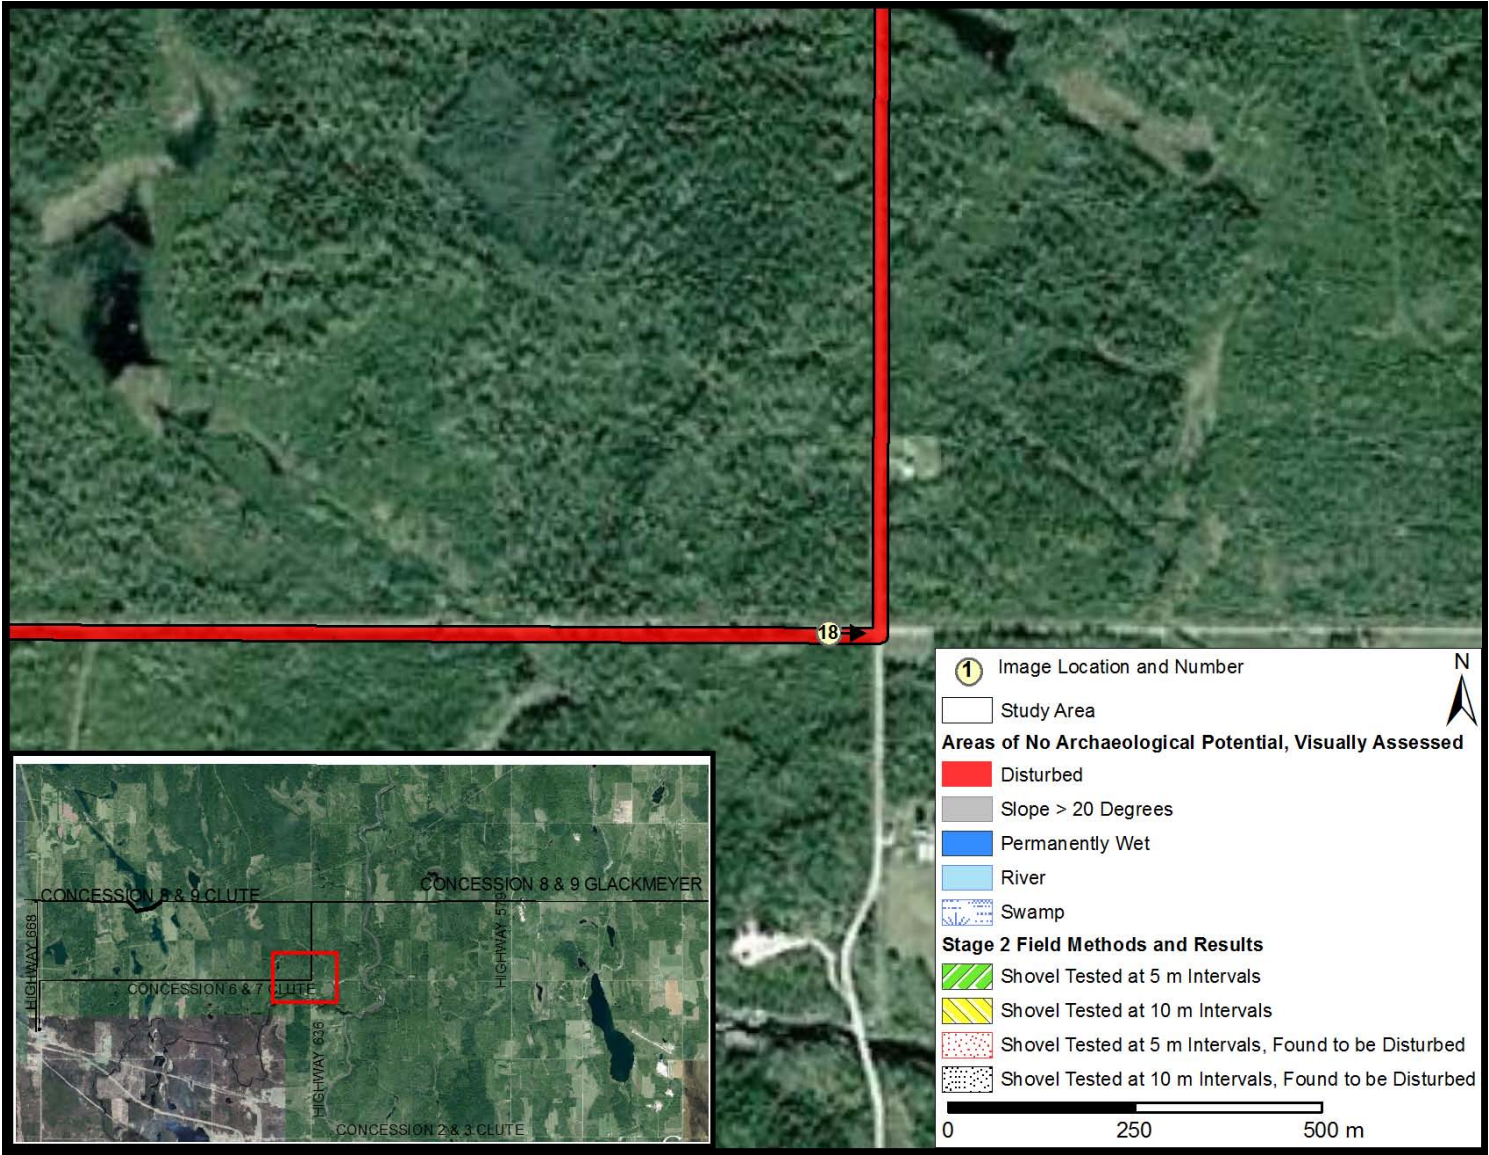 18
1 Image Location and Number
N
Study Area
Areas of No Archaeological Potential, Visually Assessed
Disturbed
Slope > 20 Degrees
Permanently Wet
River
Swamp
Stage 2 Field Methods and Results
Shovel Tested at 5 m Intervals
Shovel Tested at 10 m Intervals
Shovel Tested at 5 m Intervals, Found to be Disturbed
Shovel Tested at 10 m Intervals, Found to be Disturbed
0 250 500 m
CONCESSION 8 & 9 GLACKMEYER
CONCESSION 8 & 9 CLUTE
HIGHWAY 668
HIGHWAY 579
CONCESSION 6 & 7 CLUTE
HIGHWAY 636
CONCESSION 2 & 3 CLUTE